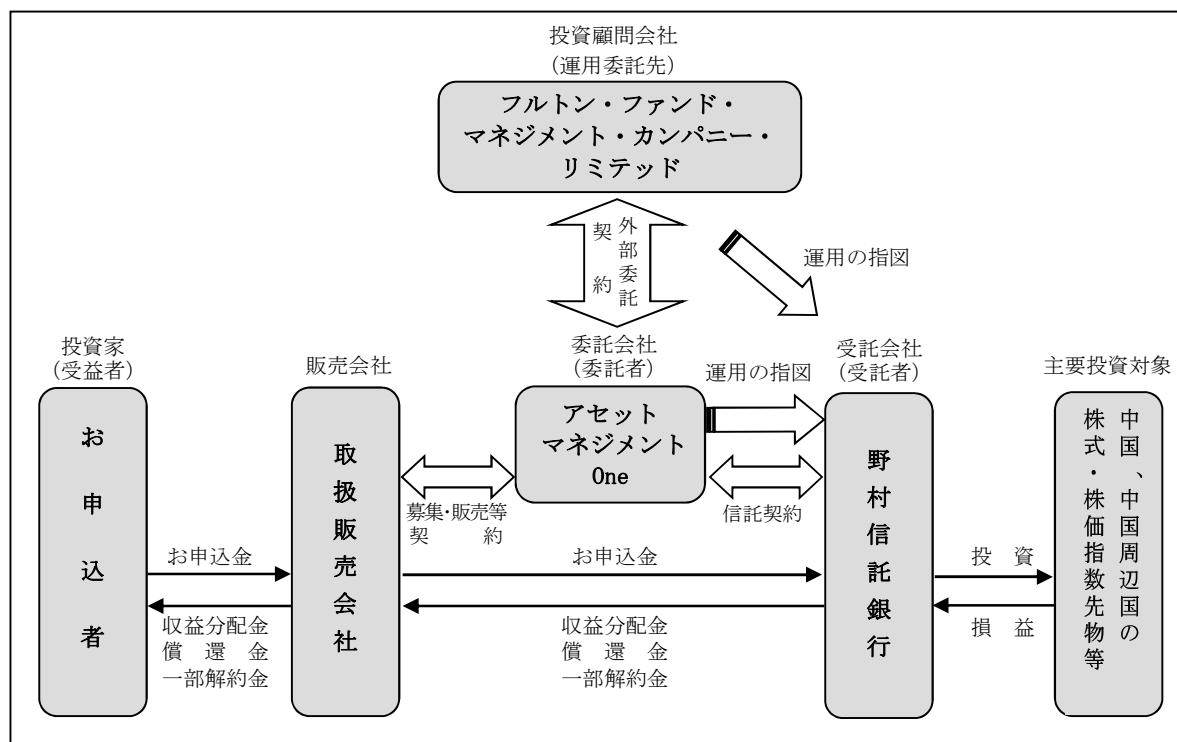 投資顧問会社
(運用委託先)
フルトン・ファンド・
マネジメント・カンパニー・
リミテッド
外部委託
契約
運用の指図
投資家
(受益者)
お申込者
販売会社
取扱販売会社
委託会社
(委託者)
アセット
マネジメント
One
運用の指図
受託会社
(受託者)
野村信託銀行
主要投資対象
中国、中国周辺国の
株式・株価指数先物等
募集・販売等
契約
信託契約
お申込金
収益分配金
償還金
一部解約金
お申込金
収益分配金
償還金
一部解約金
投資
損益